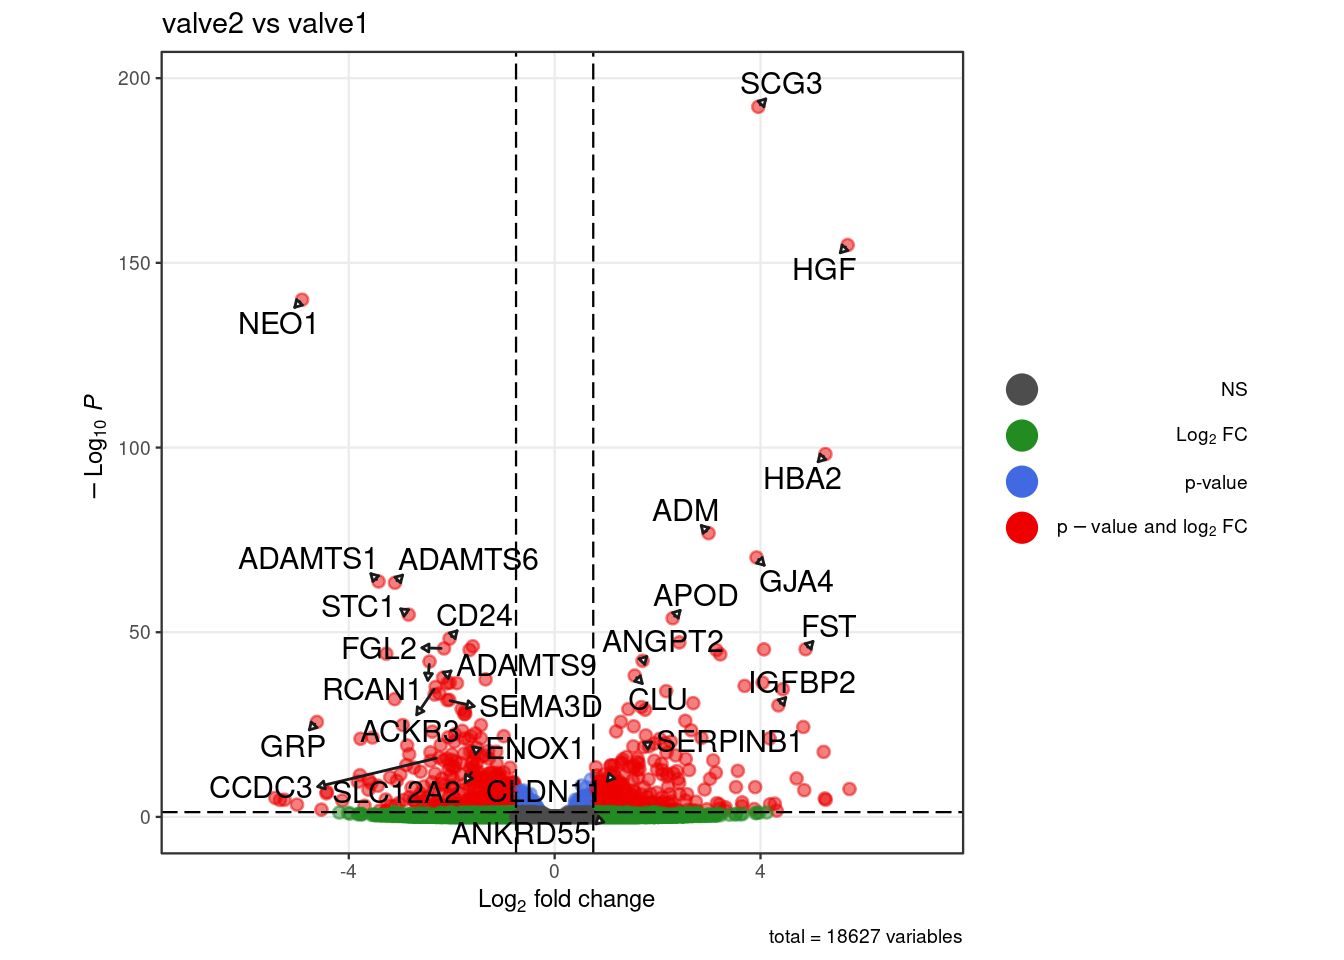 valve2 vs valve1
SCG3
HGF
NEO1
HBA2
ADM
GJA4
ADAMTS1
ADAMTS6
STC1
CD24
APOD
FST
FGL2
ANGPT2
ADAMTS9
RCAN1
IGFBP2
SEMA3D
CLU
ACKR3
GRP
ENOX1
SERPINB1
CCDC3
SLC12A2
CLDN11
ANKRD55
200
150
100
50
0
-4
0
4
− Log₁₀ P
Log₂ fold change
NS
Log₂ FC
p-value
p − value and log₂ FC
total = 18627 variables